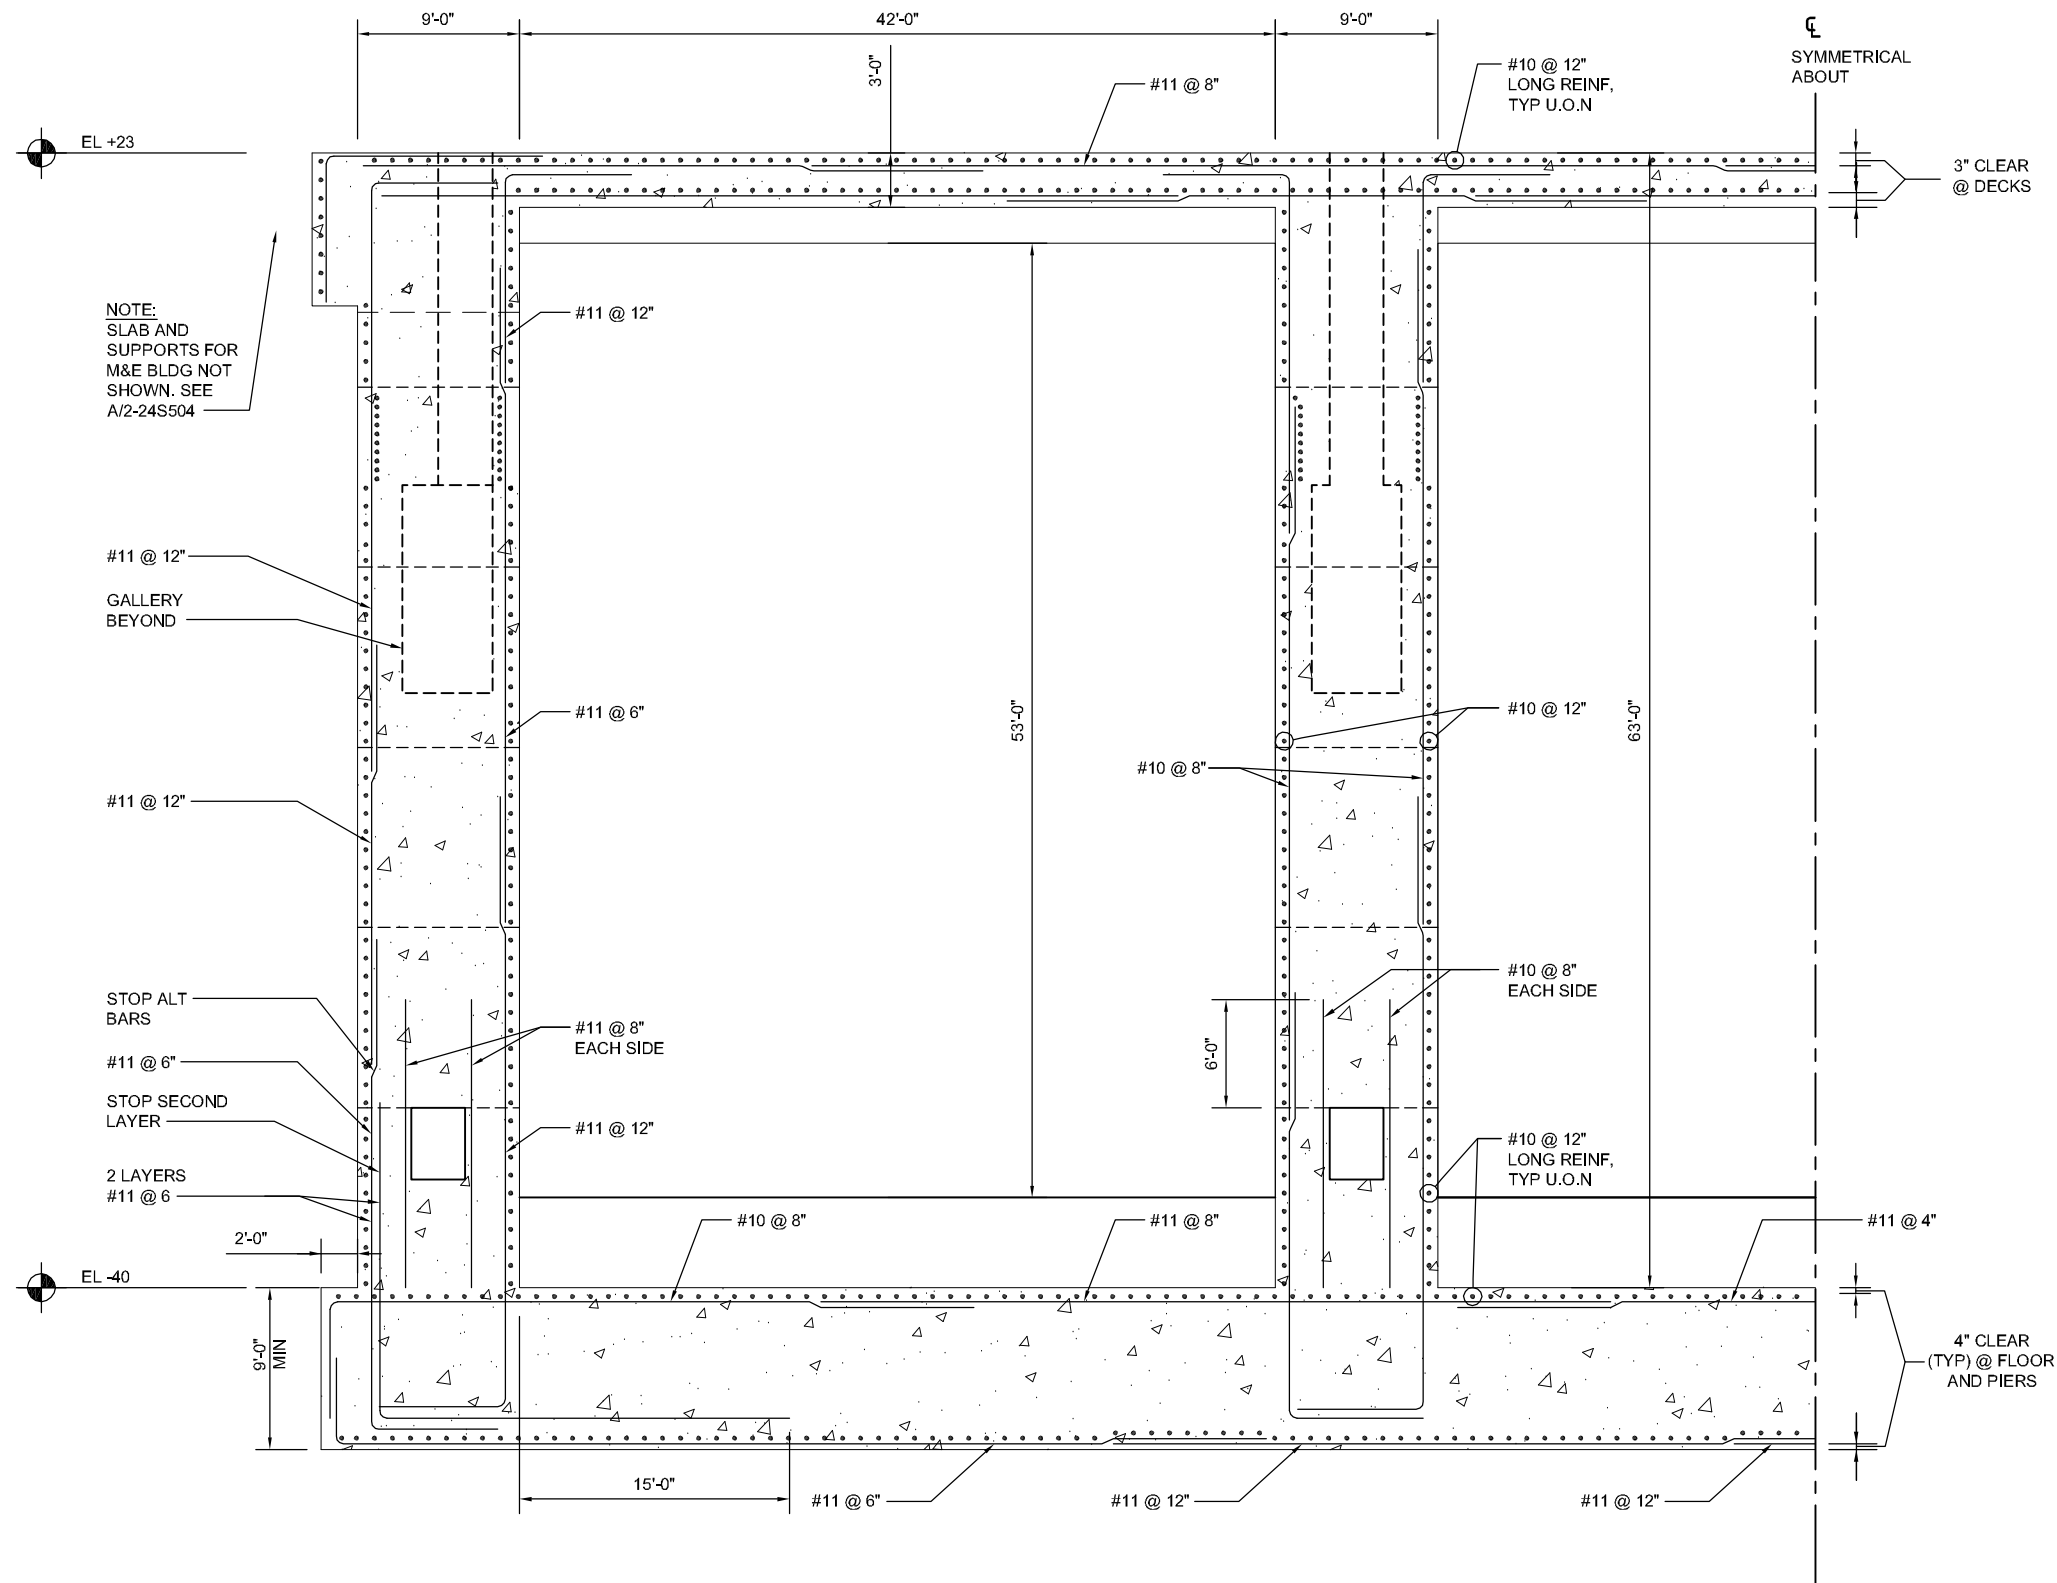 9'-0"
42'-0"
9'-0"
℄
SYMMETRICAL
ABOUT
3'-0"
#11 @ 8"
#10 @ 12"
LONG REINF,
TYP U.O.N
EL +23
3" CLEAR
@ DECKS
NOTE:
SLAB AND
SUPPORTS FOR
M&E BLDG NOT
SHOWN. SEE
A/2-24S504
#11 @ 12"
#11 @ 12"
GALLERY
BEYOND
#11 @ 6"
53'-0"
#10 @ 12"
63'-0"
#10 @ 8"
#11 @ 12"
STOP ALT
BARS
#11 @ 8"
EACH SIDE
#10 @ 8"
EACH SIDE
6'-0"
#11 @ 6"
STOP SECOND
LAYER
#11 @ 12"
#10 @ 12"
LONG REINF,
TYP U.O.N
2 LAYERS
#11 @ 6
2'-0"
#10 @ 8"
#11 @ 8"
#11 @ 4"
EL -40
9'-0"
MIN
4" CLEAR
(TYP) @ FLOOR
AND PIERS
15'-0"
#11 @ 6"
#11 @ 12"
#11 @ 12"